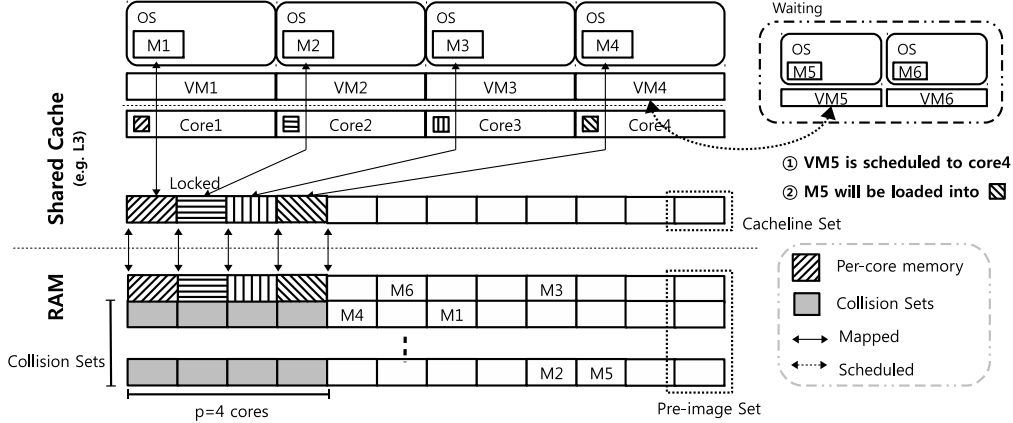 Waiting
OS
OS
OS
OS
OS
OS
M1
M2
M3
M4
M5
M6
VM1
VM2
VM3
VM4
VM5
VM6
Core1
Core2
Core3
Core4
Shared Cache
(e.g. L3)
① VM5 is scheduled to core4
② M5 will be loaded into
Locked
Cacheline Set
RAM
M6
M3
M4
M1
M2
M5
Collision Sets
p=4 cores
Pre-image Set
Per-core memory
Collision Sets
Mapped
Scheduled